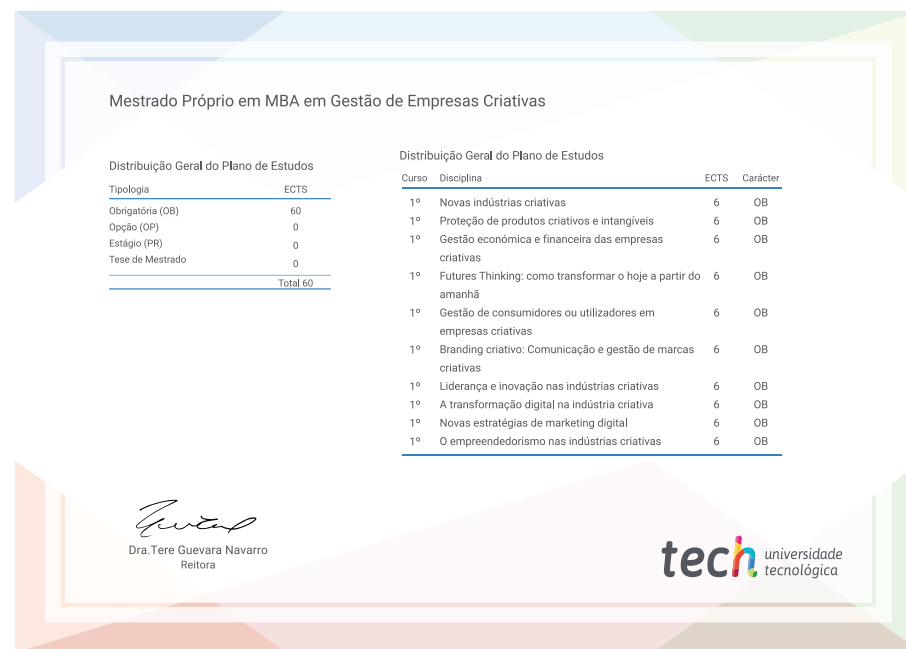 Mestrado Próprio em MBA em Gestão de Empresas Criativas
Distribuição Geral do Plano de Estudos
Tipologia ECTS
Obrigatória (OB) 60
Opção (OP) 0
Estágio (PR) 0
Tese de Mestrado 0
Total 60
Distribuição Geral do Plano de Estudos
Curso Disciplina ECTS Carácter
1º Novas indústrias criativas 6 OB
1º Proteção de produtos criativos e intangíveis 6 OB
1º Gestão económica e financeira das empresas 6 OB
criativas
1º Futures Thinking: como transformar o hoje a partir do 6 OB
amanhã
1º Gestão de consumidores ou utilizadores em 6 OB
empresas criativas
1º Branding criativo: Comunicação e gestão de marcas 6 OB
criativas
1º Liderança e inovação nas indústrias criativas 6 OB
1º A transformação digital na indústria criativa 6 OB
1º Novas estratégias de marketing digital 6 OB
1º O empreendedorismo nas indústrias criativas 6 OB
Dra.Tere Guevara Navarro
Reitora
tech universidade
tecnológica